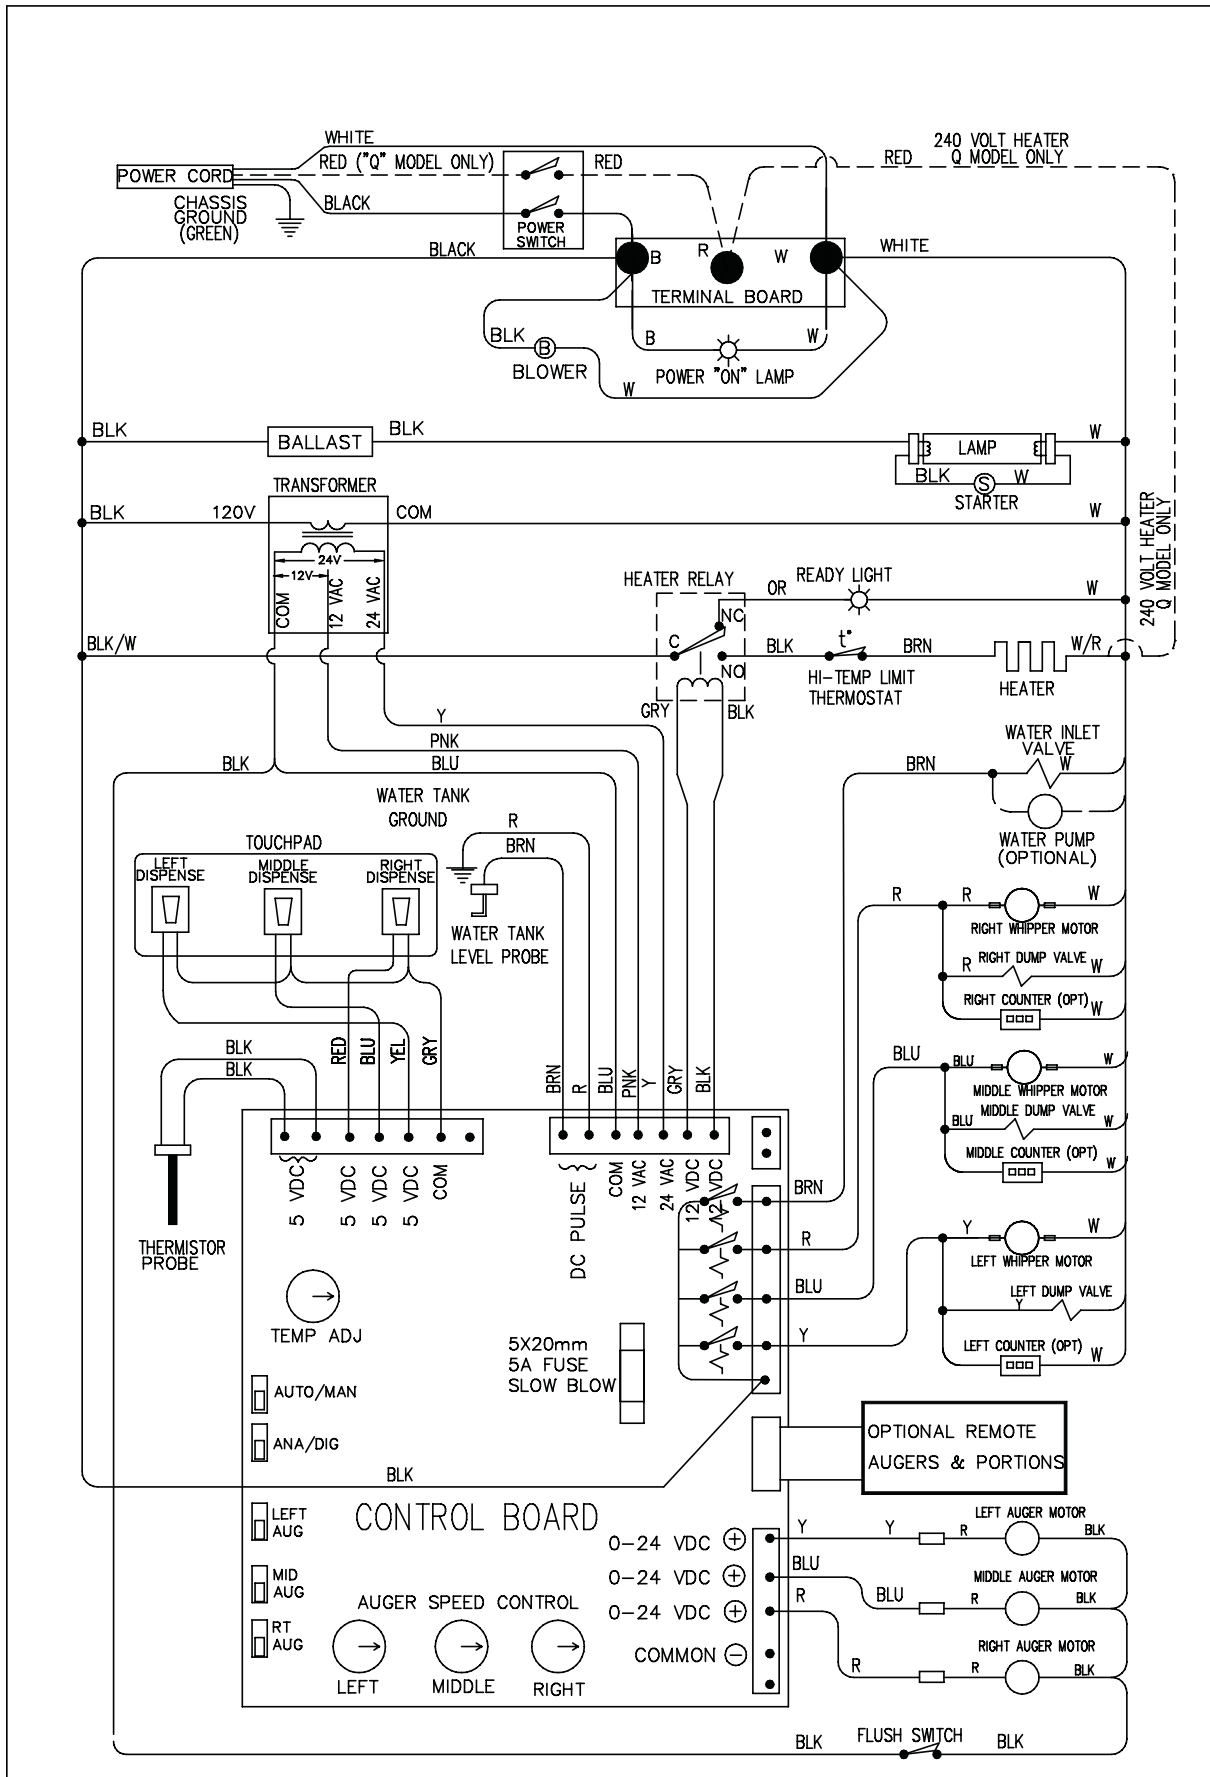 WHITE
240 VOLT HEATER
Q MODEL ONLY
RED ("Q" MODEL ONLY)
RED
RED
POWER CORD
CHASSIS
GROUND
(GREEN)
BLACK
POWER
SWITCH
BLACK
B
R
W
WHITE
TERMINAL BOARD
BLK
B
BLOWER
B
W
POWER "ON" LAMP
W
BLK
BALLAST
BLK
LAMP
W
BLK
S
W
STARTER
TRANSFORMER
BLK
120V
COM
W
24V
12V
COM
12 VAC
24 VAC
HEATER RELAY
READY LIGHT
OR
W
240 VOLT HEATER
Q MODEL ONLY
NC
C
NO
BLK/W
BLK
t°
BRN
W/R
HI-TEMP LIMIT
THERMOSTAT
HEATER
GRY
BLK
Y
PNK
BLK
BLU
WATER INLET
VALVE
W
BRN
WATER PUMP
(OPTIONAL)
WATER TANK
GROUND
R
BRN
WATER TANK
LEVEL PROBE
TOUCHPAD
LEFT
DISPENSE
MIDDLE
DISPENSE
RIGHT
DISPENSE
R
R
W
RIGHT WHIPPER MOTOR
RIGHT DUMP VALVE
R
W
RIGHT COUNTER (OPT)
W
BLK
BLK
RED
BLU
YEL
GRY
BRN
R
BLU
PNK
Y
GRY
BLK
BLU
BLU
W
MIDDLE WHIPPER MOTOR
MIDDLE DUMP VALVE
BLU
W
MIDDLE COUNTER (OPT)
W
5 VDC
5 VDC
5 VDC
5 VDC
COM
DC PULSE
COM
12 VAC
24 VAC
12 VDC
12 VDC
BRN
R
BLU
Y
THERMISTOR
PROBE
Y
W
LEFT WHIPPER MOTOR
LEFT DUMP VALVE
Y
LEFT COUNTER (OPT)
W
TEMP ADJ
5X20mm
5A FUSE
SLOW BLOW
AUTO/MAN
ANA/DIG
OPTIONAL REMOTE
AUGERS & PORTIONS
BLK
LEFT
AUG
CONTROL BOARD
MID
AUG
RT
AUG
0-24 VDC +
0-24 VDC +
0-24 VDC +
COMMON -
AUGER SPEED CONTROL
LEFT
MIDDLE
RIGHT
Y
Y
R
LEFT AUGER MOTOR
BLK
BLU
BLU
R
MIDDLE AUGER MOTOR
BLK
R
R
R
RIGHT AUGER MOTOR
BLK
BLK
FLUSH SWITCH
BLK